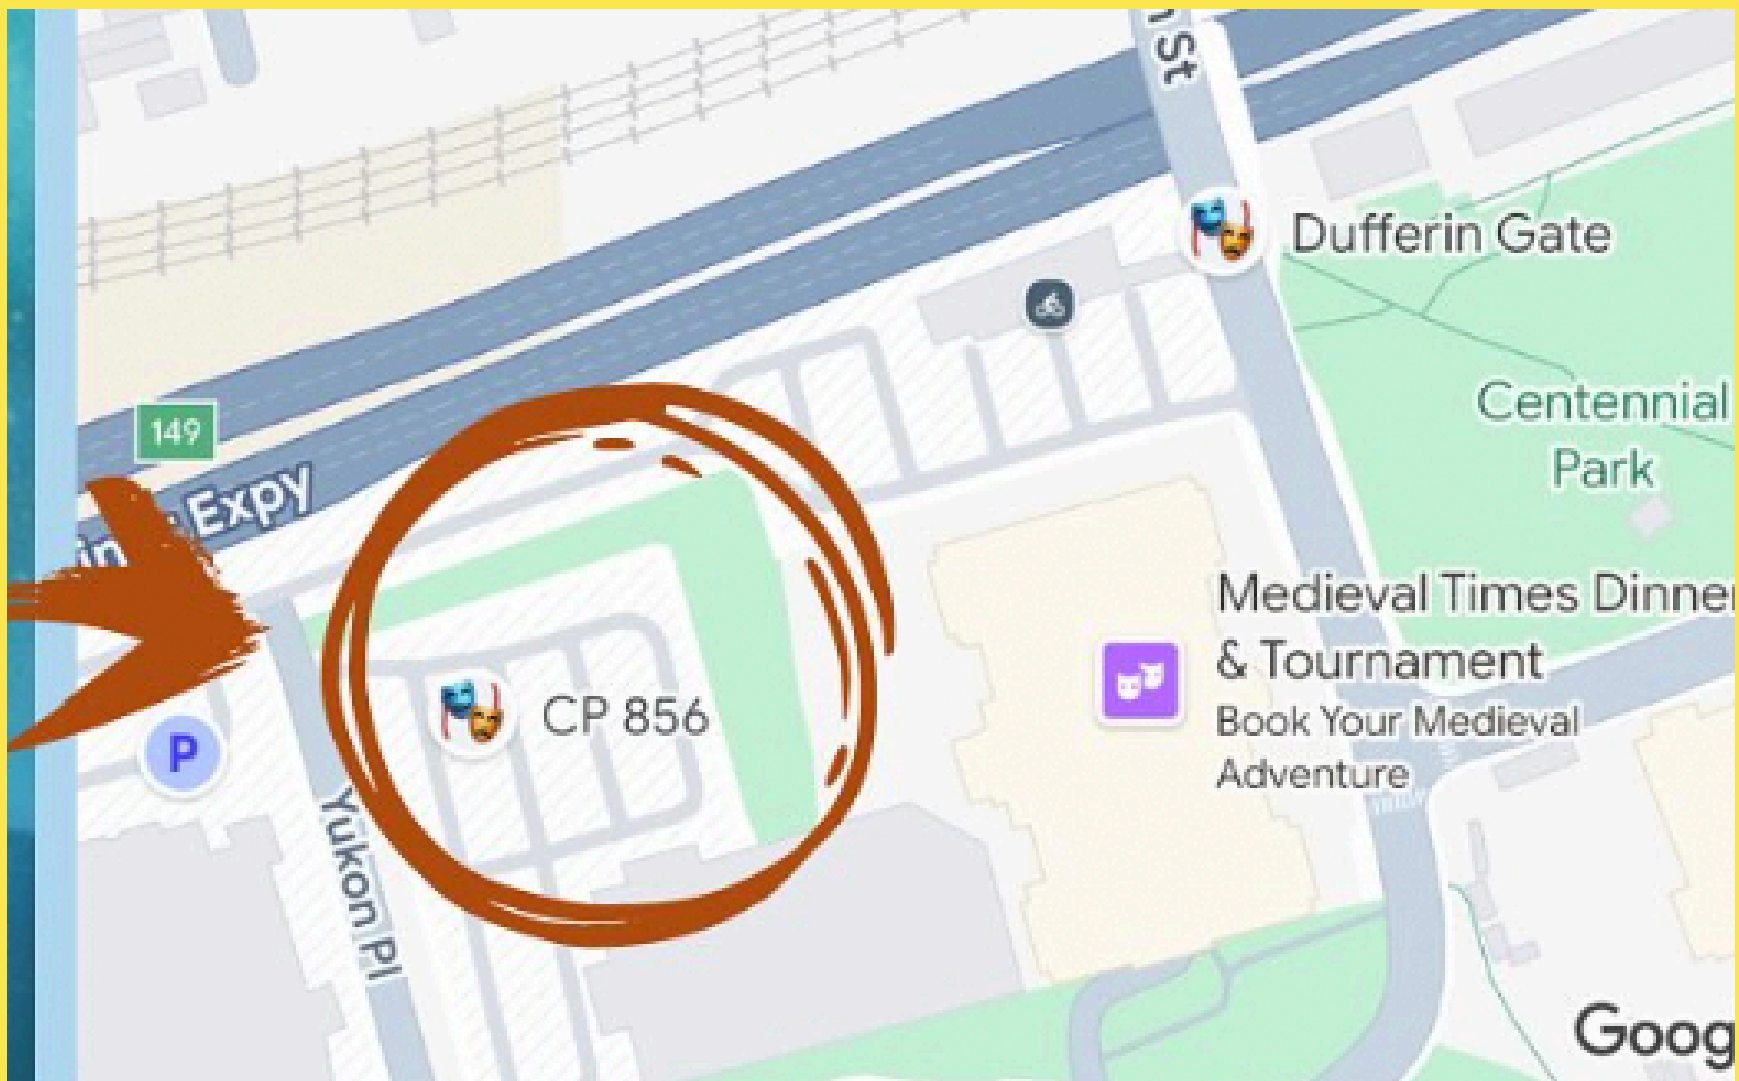 n St
Dufferin Gate
Centennial
Park
149
Expy
Medieval Times Dinner
& Tournament
Book Your Medieval
Adventure
CP 856
P
Yukon Pl
Goog